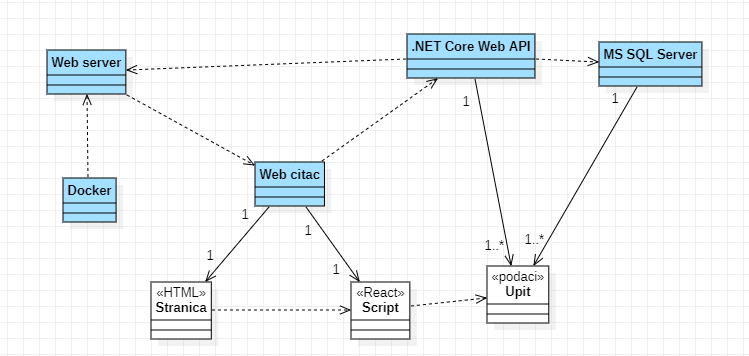 .NET Core Web API
MS SQL Server
Web server
1
1
Web citac
Docker
1
1
1..*
1..*
1
1
«HTML»
Stranica
«React»
Script
«podaci»
Upit